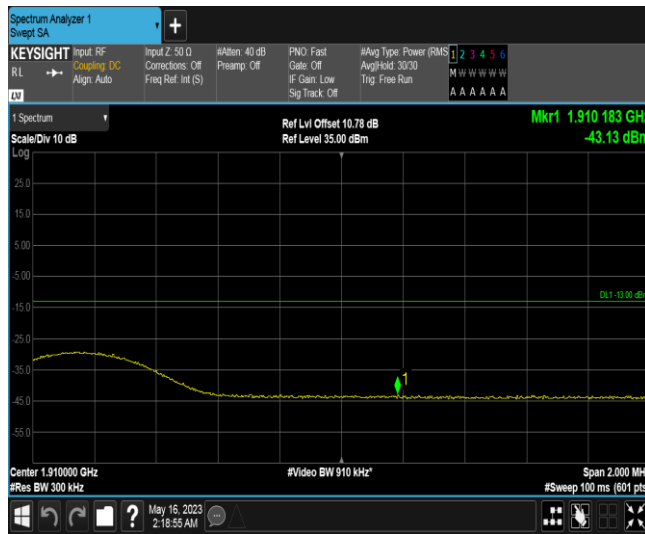 Spectrum Analyzer 1
Swept SA
+
KEYSIGHT
RL
LXI
Input: RF
Coupling: DC
Align: Auto
Input Z: 50 Ω
Corrections: Off
Freq Ref: Int (S)
#Atten: 40 dB
Preamp: Off
PNO: Fast
Gate: Off
IF Gain: Low
Sig Track: Off
#Avg Type: Power (RMS
Avg|Hold: 30/30
Trig: Free Run
1 2 3 4 5 6
M W W W W W
A A A A A A
1 Spectrum
Scale/Div 10 dB
Log
Ref Lvl Offset 10.78 dB
Ref Level 35.00 dBm
Mkr1 1.910 183 GHz
-43.13 dBm
25.0
15.0
5.00
-5.00
-15.0
-25.0
-35.0
-45.0
-55.0
DL1 -13.00 dBm
1
Center 1.910000 GHz
#Res BW 300 kHz
#Video BW 910 kHz*
Span 2.000 MH
#Sweep 100 ms (601 pts
?
May 16, 2023
2:18:55 AM